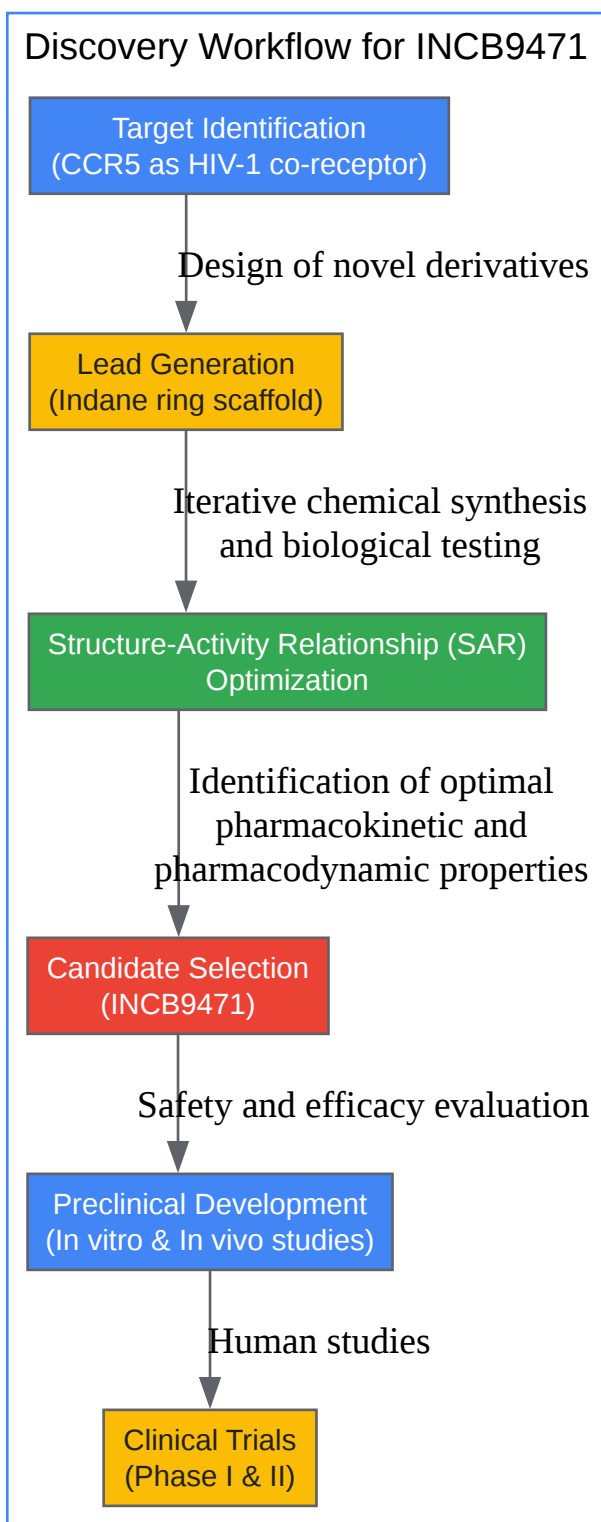 Discovery Workflow for INCB9471
Target Identification
(CCR5 as HIV-1 co-receptor)
Design of novel derivatives
Lead Generation
(Indane ring scaffold)
Iterative chemical synthesis
and biological testing
Structure-Activity Relationship (SAR)
Optimization
Identification of optimal
pharmacokinetic and
pharmacodynamic properties
Candidate Selection
(INCB9471)
Safety and efficacy evaluation
Preclinical Development
(In vitro & In vivo studies)
Human studies
Clinical Trials
(Phase I & II)